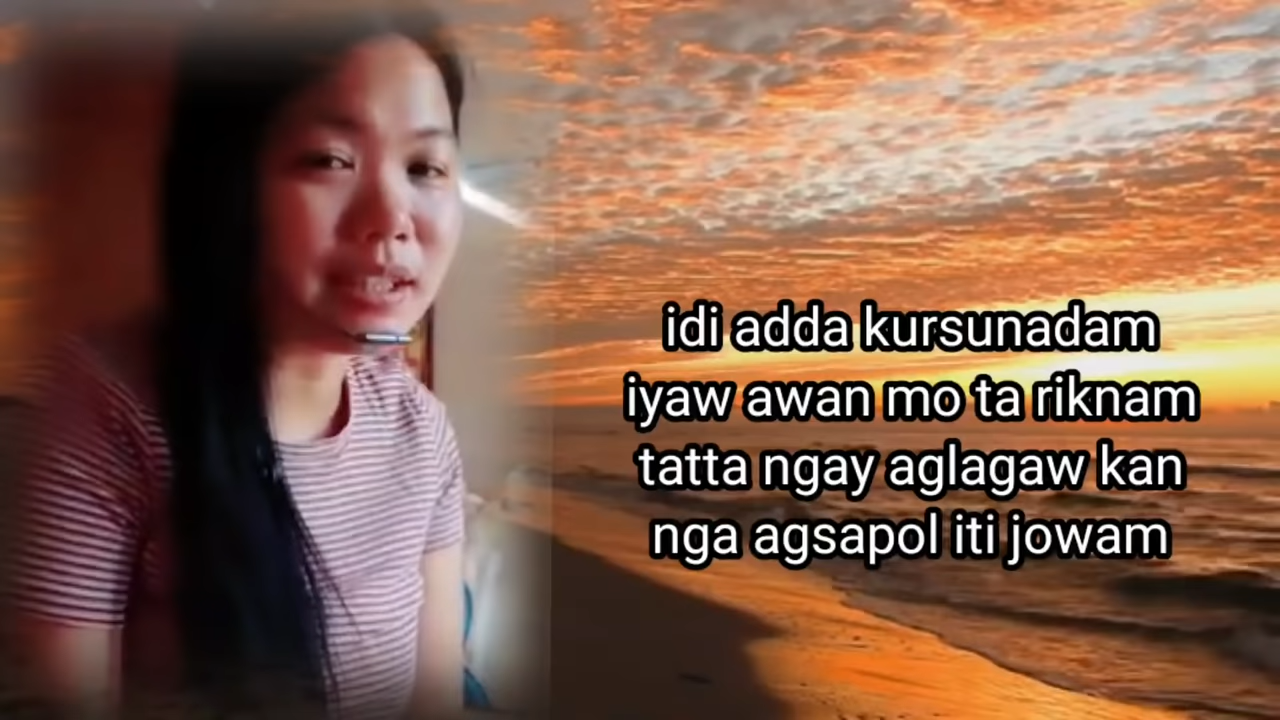 idi adda kursunadam
iyaw awan mo ta riknam
tatta ngay aglagaw kan
nga agsapol iti jowam